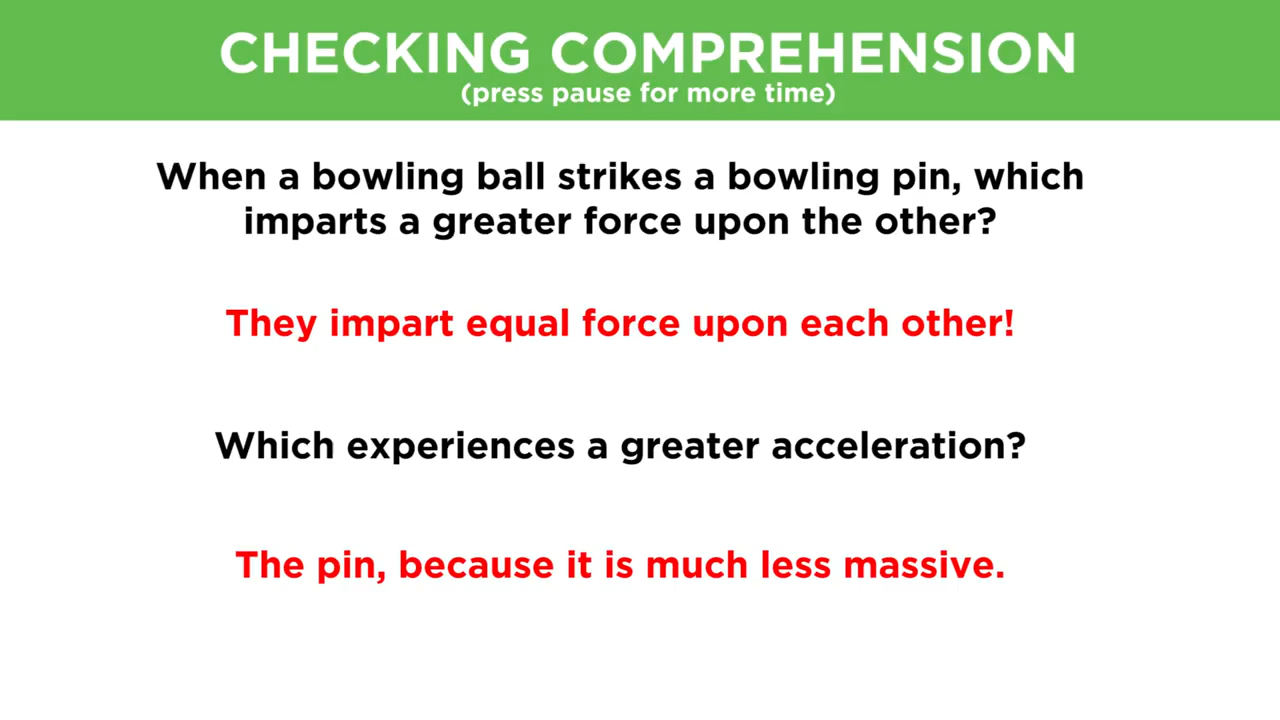 CHECKING COMPREHENSION
(press pause for more time)
When a bowling ball strikes a bowling pin, which
imparts a greater force upon the other?
They impart equal force upon each other!
Which experiences a greater acceleration?
The pin, because it is much less massive.